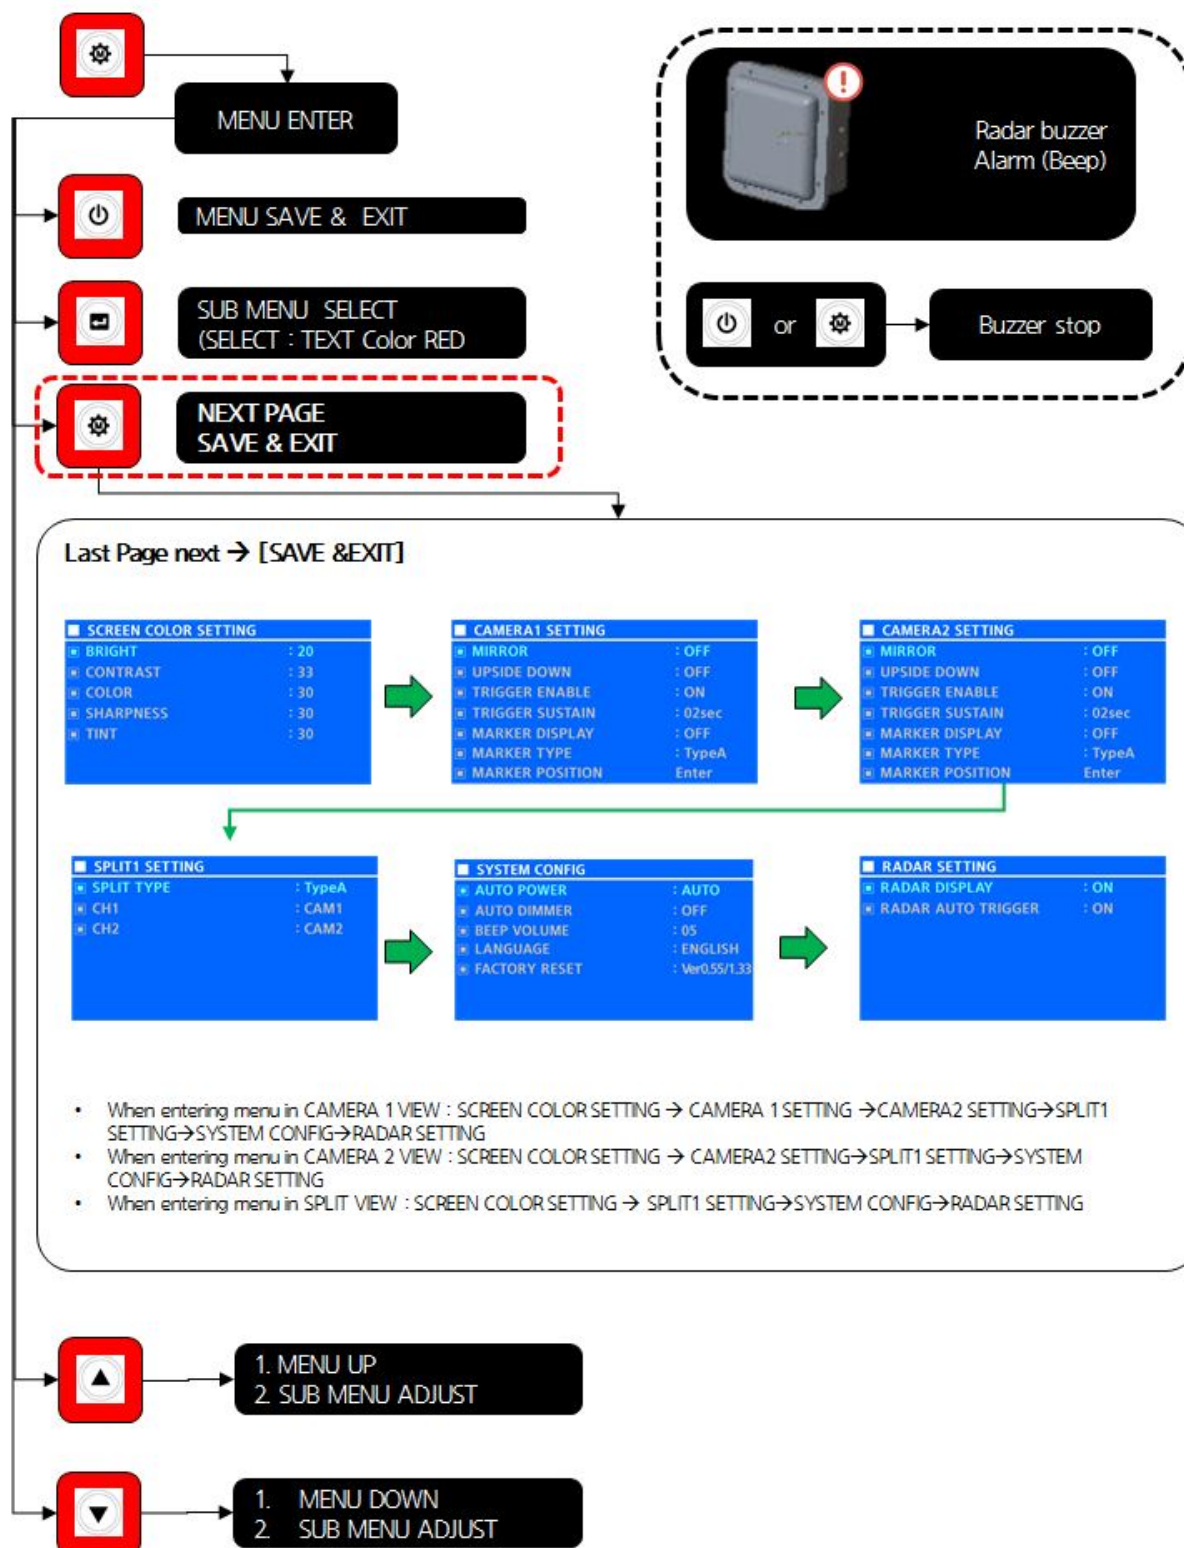 MENU ENTER
MENU SAVE & EXIT
SUB MENU SELECT
(SELECT : TEXT Color RED
NEXT PAGE
SAVE & EXIT
Radar buzzer
Alarm (Beep)
or
Buzzer stop
Last Page next → [SAVE &EXIT]
SCREEN COLOR SETTING
BRIGHT : 20
CONTRAST : 33
COLOR : 30
SHARPNESS : 30
TINT : 30
CAMERA1 SETTING
MIRROR : OFF
UPSIDE DOWN : OFF
TRIGGER ENABLE : ON
TRIGGER SUSTAIN : 02sec
MARKER DISPLAY : OFF
MARKER TYPE : TypeA
MARKER POSITION Enter
CAMERA2 SETTING
MIRROR : OFF
UPSIDE DOWN : OFF
TRIGGER ENABLE : ON
TRIGGER SUSTAIN : 02sec
MARKER DISPLAY : OFF
MARKER TYPE : TypeA
MARKER POSITION Enter
SPLIT1 SETTING
SPLIT TYPE : TypeA
CH1 : CAM1
CH2 : CAM2
SYSTEM CONFIG
AUTO POWER : AUTO
AUTO DIMMER : OFF
BEEP VOLUME : 05
LANGUAGE : ENGLISH
FACTORY RESET : Ver0.55/1.33
RADAR SETTING
RADAR DISPLAY : ON
RADAR AUTO TRIGGER : ON
• When entering menu in CAMERA 1 VIEW : SCREEN COLOR SETTING → CAMERA 1 SETTING →CAMERA2 SETTING→SPLIT1
SETTING→SYSTEM CONFIG→RADAR SETTING
• When entering menu in CAMERA 2 VIEW : SCREEN COLOR SETTING → CAMERA2 SETTING→SPLIT1 SETTING→SYSTEM
CONFIG→RADAR SETTING
• When entering menu in SPLIT VIEW : SCREEN COLOR SETTING → SPLIT1 SETTING→SYSTEM CONFIG→RADAR SETTING
1. MENU UP
2. SUB MENU ADJUST
1. MENU DOWN
2. SUB MENU ADJUST